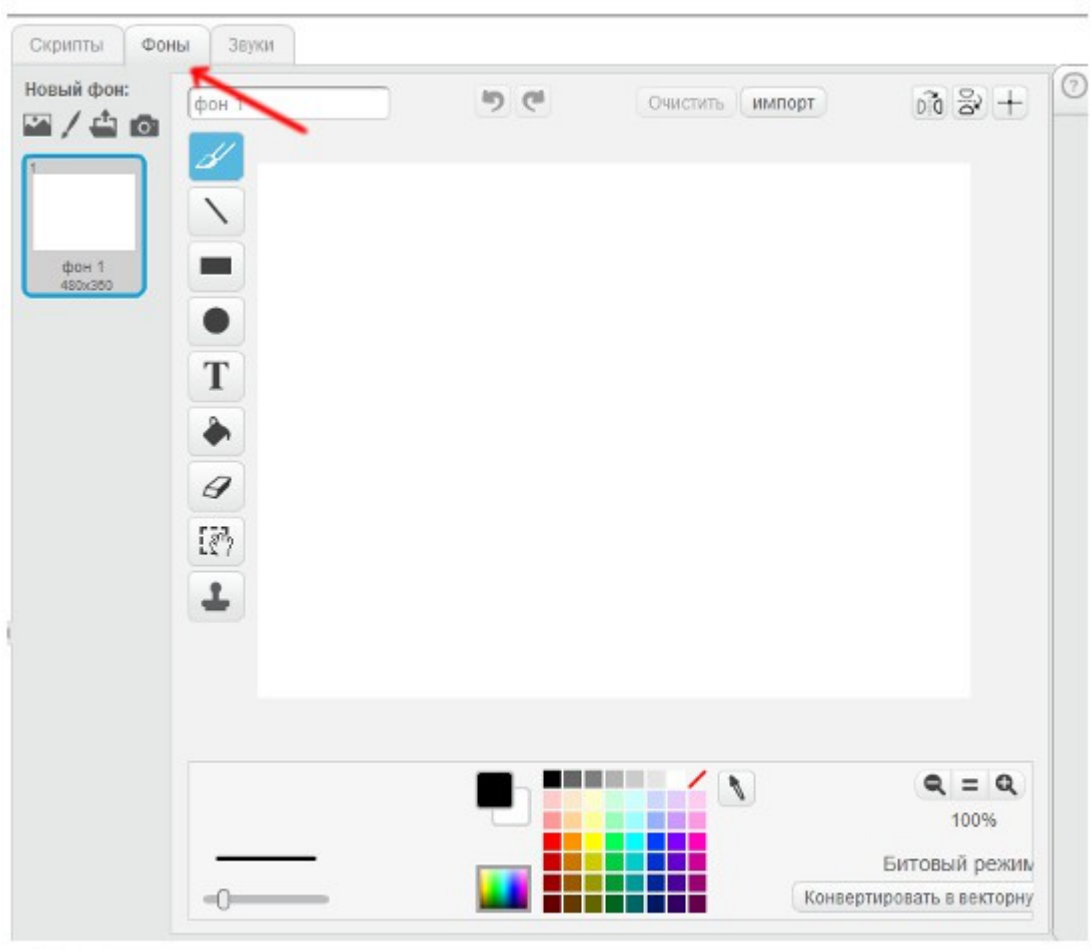 Скрипты Фоны Звуки
Новый фон:
фон 1
Очистить импорт
1
фон 1
480x360
T
100%
Битовый режим
Конвертировать в векторну